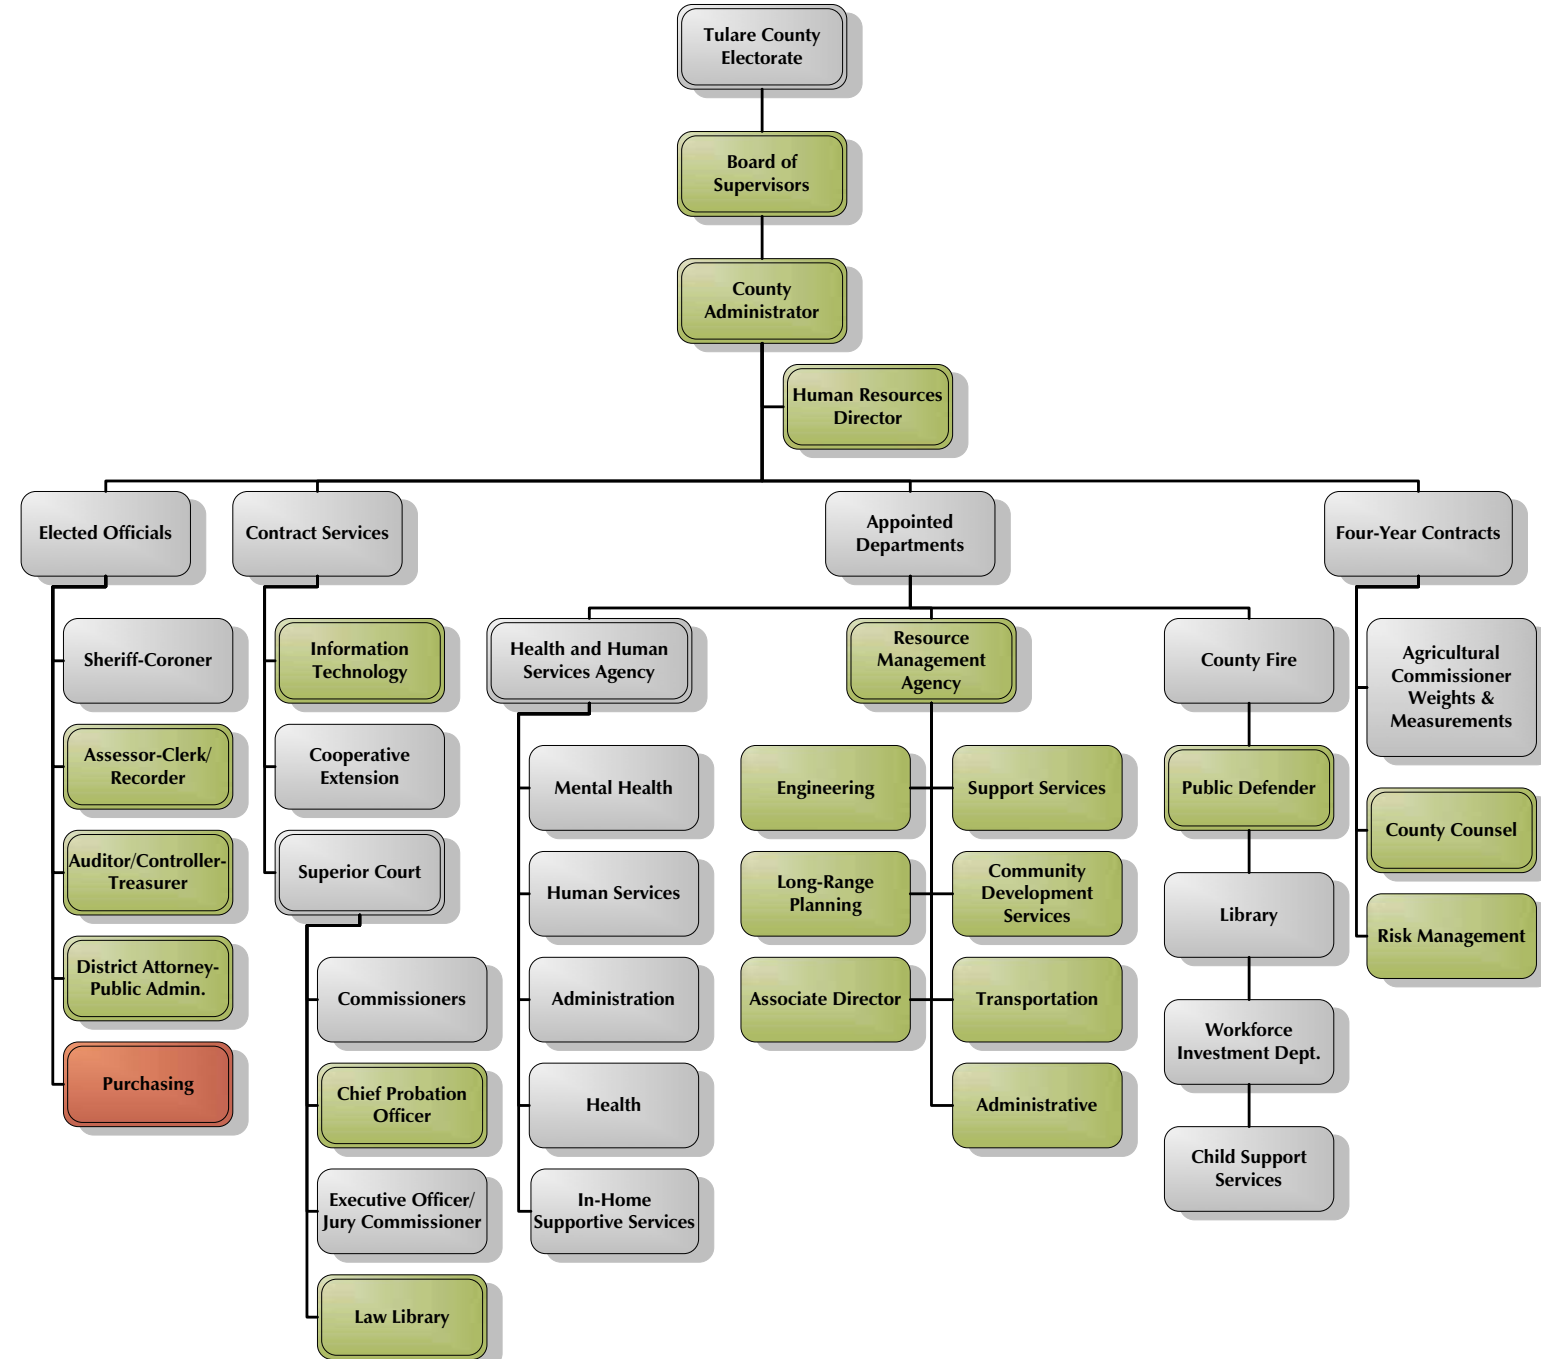 Tulare County
Electorate
Board of
Supervisors
County
Administrator
Human Resources
Director
Elected Officials
Contract Services
Appointed
Departments
Four-Year Contracts
Sheriff-Coroner
Assessor-Clerk/
Recorder
Auditor/Controller-
Treasurer
District Attorney-
Public Admin.
Purchasing
Information
Technology
Cooperative
Extension
Superior Court
Commissioners
Chief Probation
Officer
Executive Officer/
Jury Commissioner
Law Library
Health and Human
Services Agency
Mental Health
Human Services
Administration
Health
In-Home
Supportive Services
Resource
Management
Agency
Engineering
Support Services
Long-Range
Planning
Community
Development
Services
Associate Director
Transportation
Administrative
County Fire
Public Defender
Library
Workforce
Investment Dept.
Child Support
Services
Agricultural
Commissioner
Weights &
Measurements
County Counsel
Risk Management